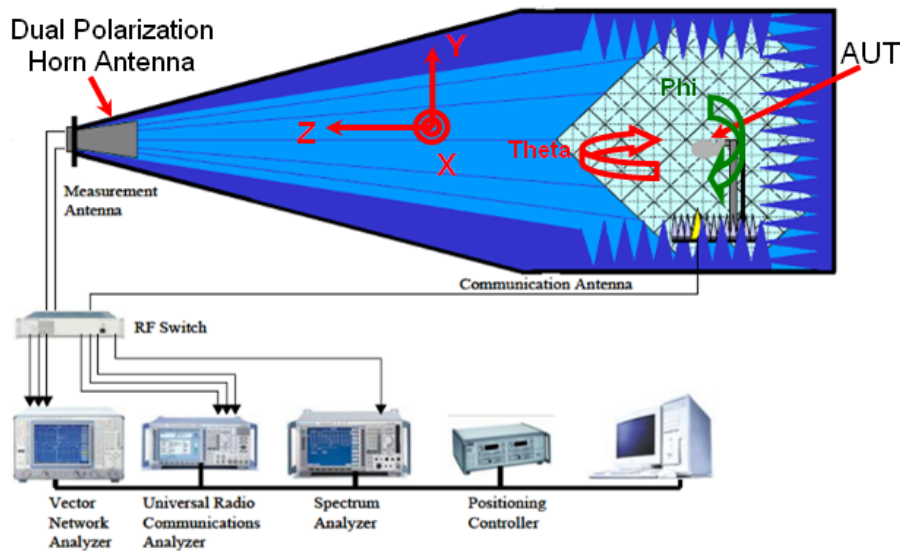 Dual Polarization
Horn Antenna
Y
AUT
Phi
Z
X
Theta
Measurement
Antenna
Communication Antenna
RF Switch
Vector
Network
Analyzer
Universal Radio
Communications
Analyzer
Spectrum
Analyzer
Positioning
Controller